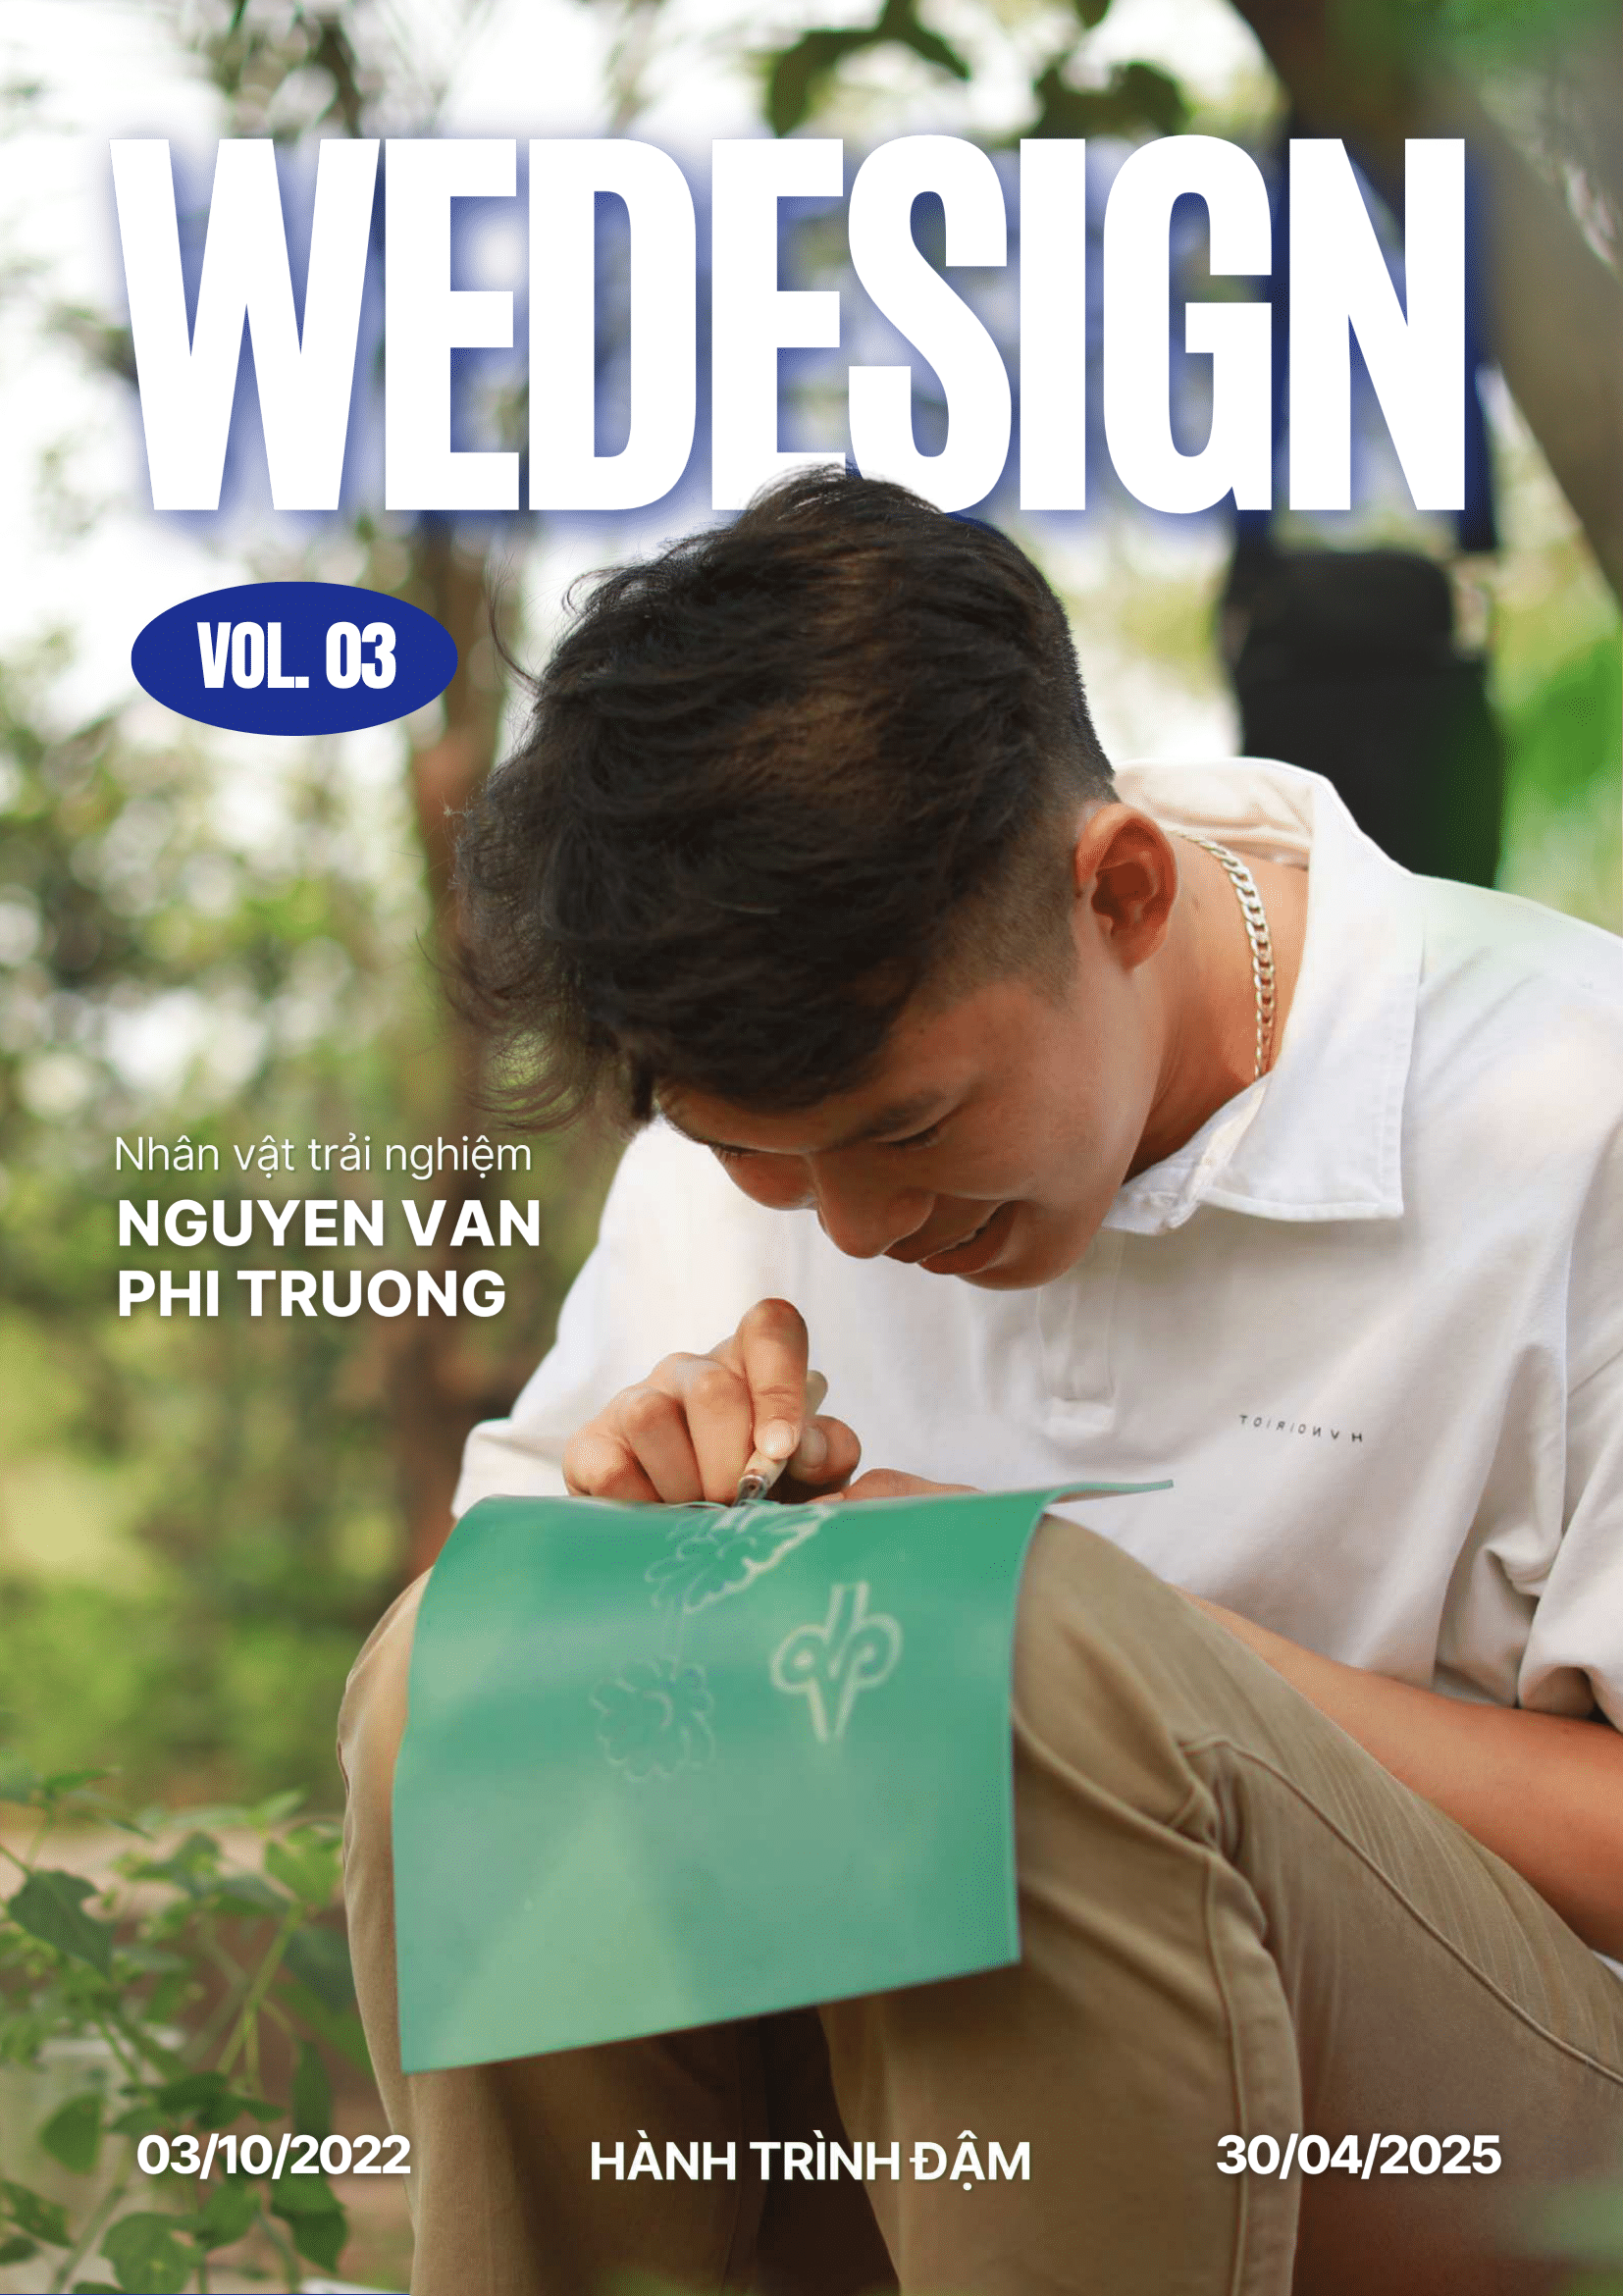 WEDESIGN
VOL. 03
Nhân vật trải nghiệm
NGUYEN VAN
PHI TRUONG
TOIRIONVH
03/10/2022
HÀNH TRÌNH ĐẬM
30/04/2025